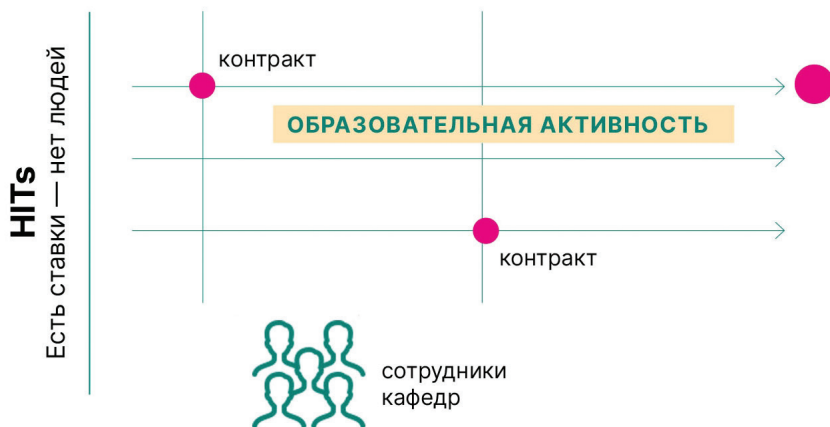 HITs
Есть ставки — нет людей
контракт
ОБРАЗОВАТЕЛЬНАЯ АКТИВНОСТЬ
контракт
сотрудники
кафедр